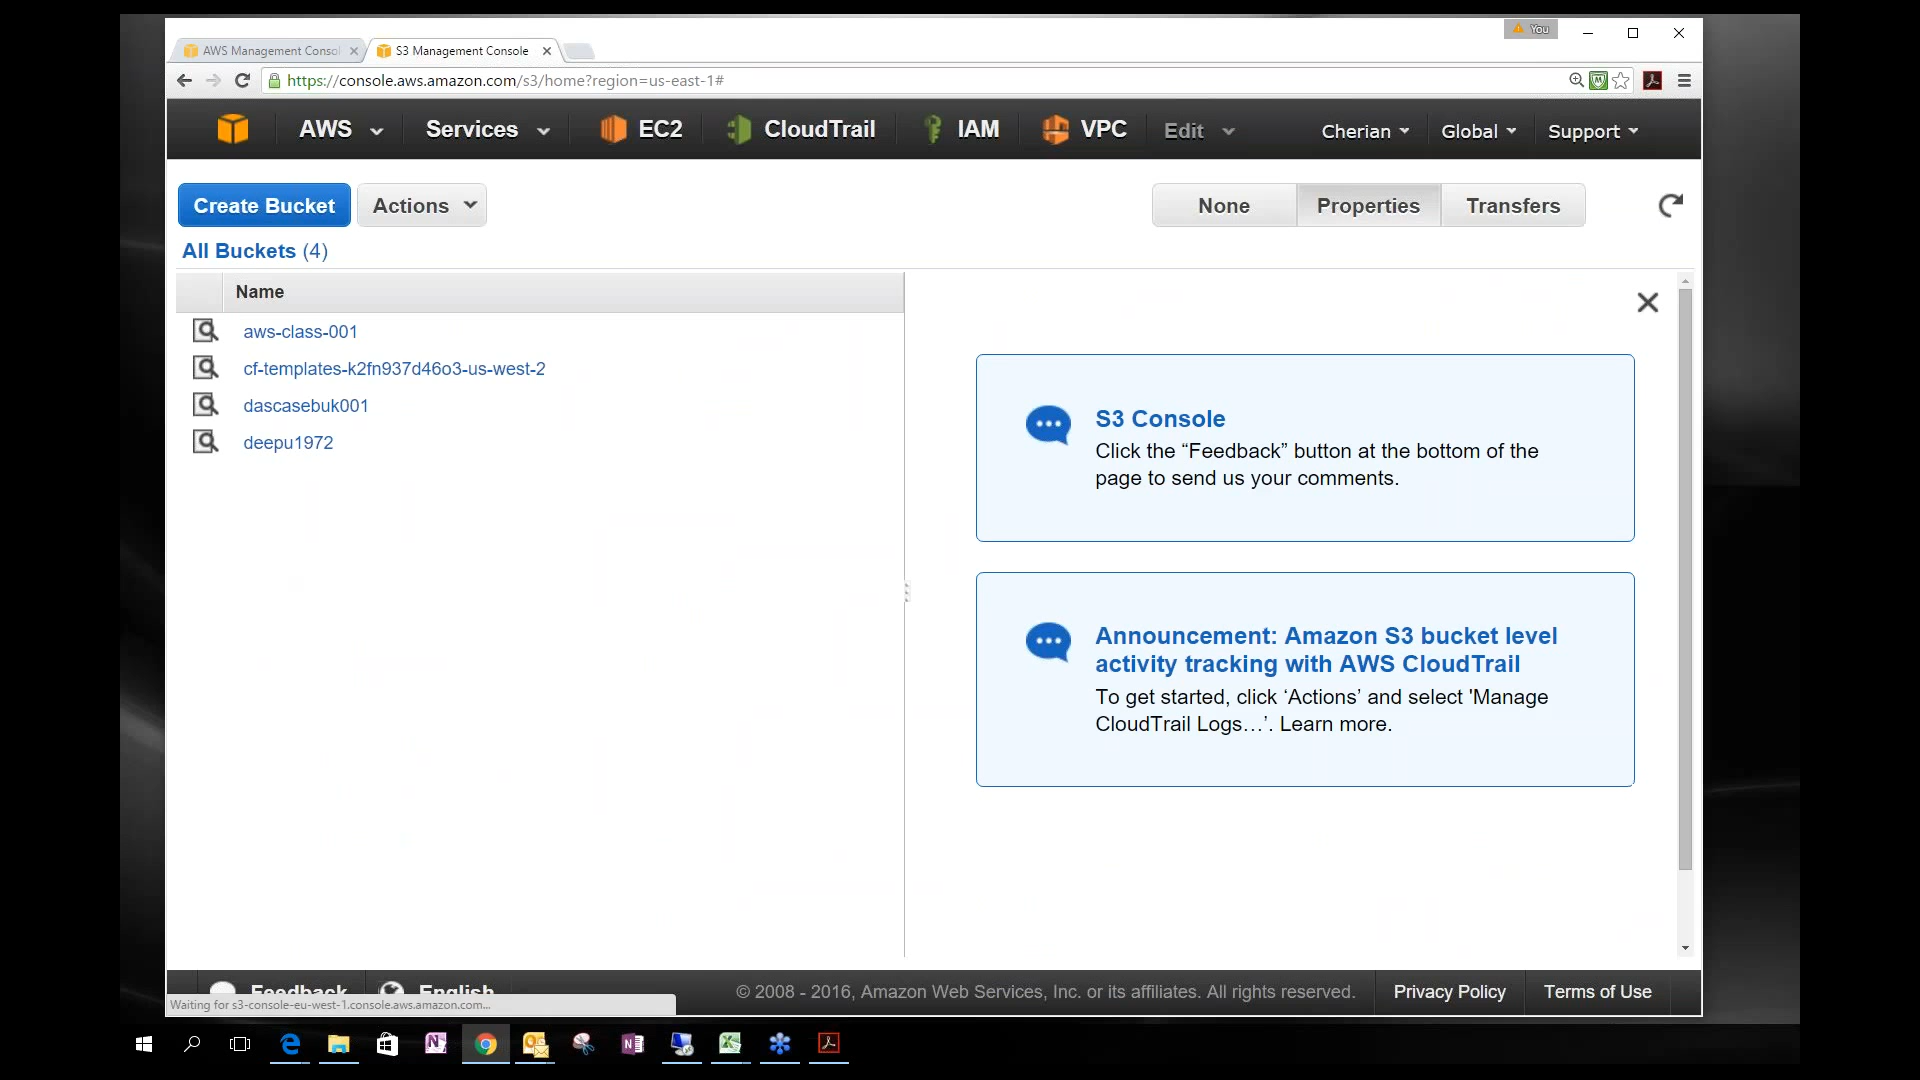 You
AWS Management Consol
S3 Management Console
https://console.aws.amazon.com/s3/home?region=us-east-1#
AWS
Services
EC2
CloudTrail
IAM
VPC
Edit
Cherian
Global
Support
Create Bucket
Actions
None
Properties
Transfers
All Buckets (4)
Name
aws-class-001
cf-templates-k2fn937d46o3-us-west-2
dascasebuk001
deepu1972
S3 Console
Click the “Feedback” button at the bottom of the
page to send us your comments.
Announcement: Amazon S3 bucket level
activity tracking with AWS CloudTrail
To get started, click ‘Actions’ and select 'Manage
CloudTrail Logs…’. Learn more.
Feedback
English
© 2008 - 2016, Amazon Web Services, Inc. or its affiliates. All rights reserved.
Privacy Policy
Terms of Use
Waiting for s3-console-eu-west-1.console.aws.amazon.com...